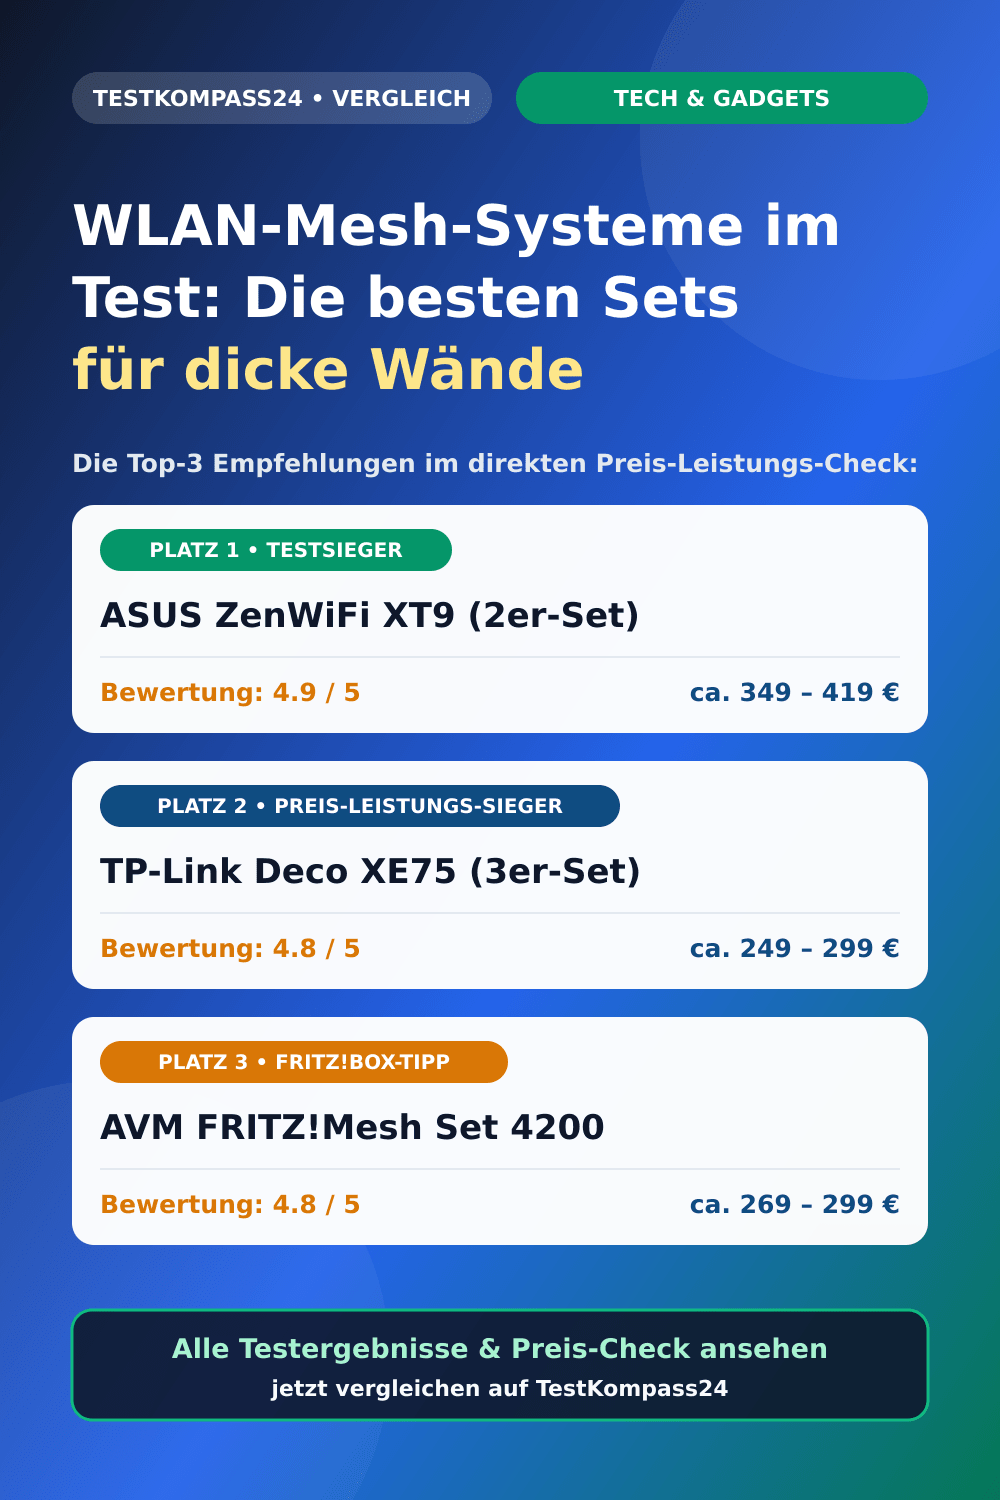 TESTKOMPASS24 • VERGLEICH
TECH & GADGETS
WLAN-Mesh-Systeme im
Test: Die besten Sets
für dicke Wände
Die Top-3 Empfehlungen im direkten Preis-Leistungs-Check:
PLATZ 1 • TESTSIEGER
ASUS ZenWiFi XT9 (2er-Set)
Bewertung: 4.9 / 5
ca. 349 – 419 €
PLATZ 2 • PREIS-LEISTUNGS-SIEGER
TP-Link Deco XE75 (3er-Set)
Bewertung: 4.8 / 5
ca. 249 – 299 €
PLATZ 3 • FRITZ!BOX-TIPP
AVM FRITZ!Mesh Set 4200
Bewertung: 4.8 / 5
ca. 269 – 299 €
Alle Testergebnisse & Preis-Check ansehen
jetzt vergleichen auf TestKompass24